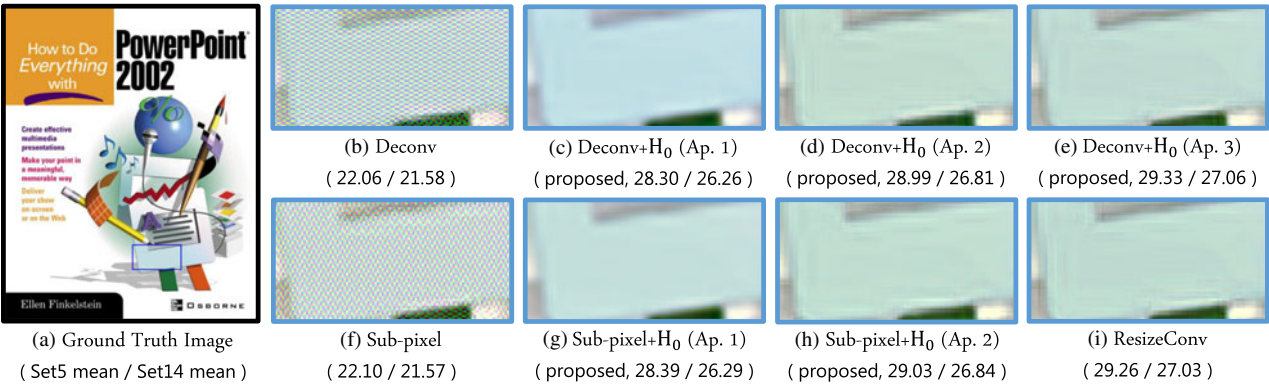 How to Do
Everything
with
PowerPoint®
2002
Create effective
multimedia
presentations
Make your point in
a meaningful,
memorable way
Deliver
your show
on-screen
or on the Web
Ellen Finkelstein
OSBORNE
(a) Ground Truth Image
( Set5 mean / Set14 mean )
(b) Deconv
( 22.06 / 21.58 )
(c) Deconv+H₀ (Ap. 1)
( proposed, 28.30 / 26.26 )
(d) Deconv+H₀ (Ap. 2)
( proposed, 28.99 / 26.81 )
(e) Deconv+H₀ (Ap. 3)
( proposed, 29.33 / 27.06 )
(f) Sub-pixel
( 22.10 / 21.57 )
(g) Sub-pixel+H₀ (Ap. 1)
( proposed, 28.39 / 26.29 )
(h) Sub-pixel+H₀ (Ap. 2)
( proposed, 29.03 / 26.84 )
(i) ResizeConv
( 29.26 / 27.03 )